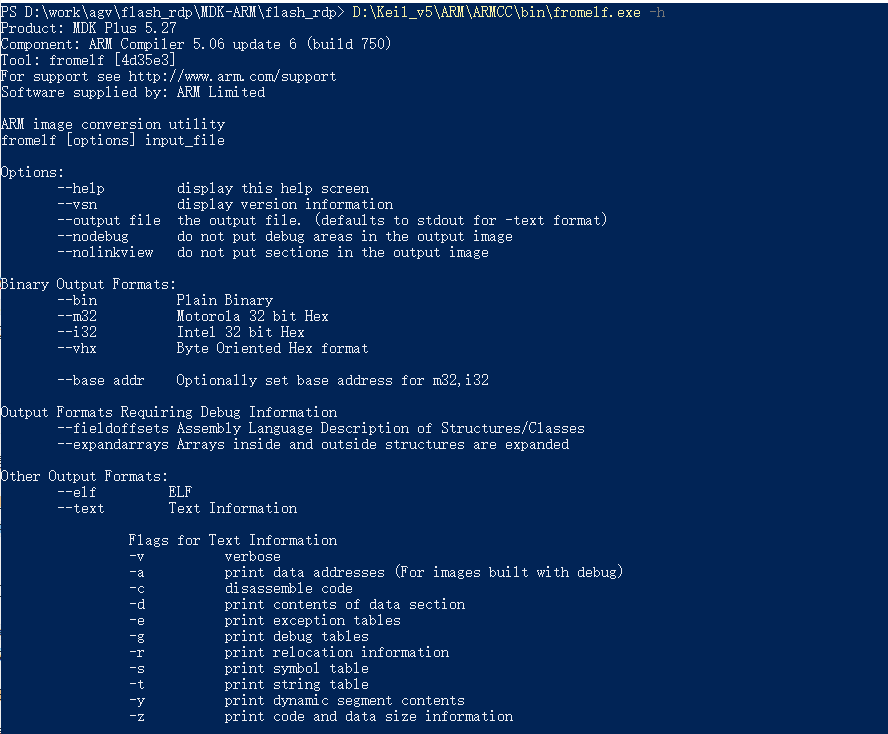 PS D:\work\agv\flash_rdp\MDK-ARM\flash_rdp> D:\Keil_v5\ARM\ARMCC\bin\fromelf.exe -h
Product: MDK Plus 5.27
Component: ARM Compiler 5.06 update 6 (build 750)
Tool: fromelf [4d35e3]
For support see http://www.arm.com/support
Software supplied by: ARM Limited

ARM image conversion utility
fromelf [options] input_file

Options:
       --help         display this help screen
       --vsn          display version information
       --output file  the output file. (defaults to stdout for -text format)
       --nodebug      do not put debug areas in the output image
       --nolinkview   do not put sections in the output image

Binary Output Formats:
       --bin          Plain Binary
       --m32          Motorola 32 bit Hex
       --i32          Intel 32 bit Hex
       --vhx          Byte Oriented Hex format

       --base addr    Optionally set base address for m32,i32

Output Formats Requiring Debug Information
       --fieldoffsets Assembly Language Description of Structures/Classes
       --expandarrays Arrays inside and outside structures are expanded

Other Output Formats:
       --elf         ELF
       --text        Text Information

                Flags for Text Information
                -v          verbose
                -a          print data addresses (For images built with debug)
                -c          disassemble code
                -d          print contents of data section
                -e          print exception tables
                -g          print debug tables
                -r          print relocation information
                -s          print symbol table
                -t          print string table
                -y          print dynamic segment contents
                -z          print code and data size information